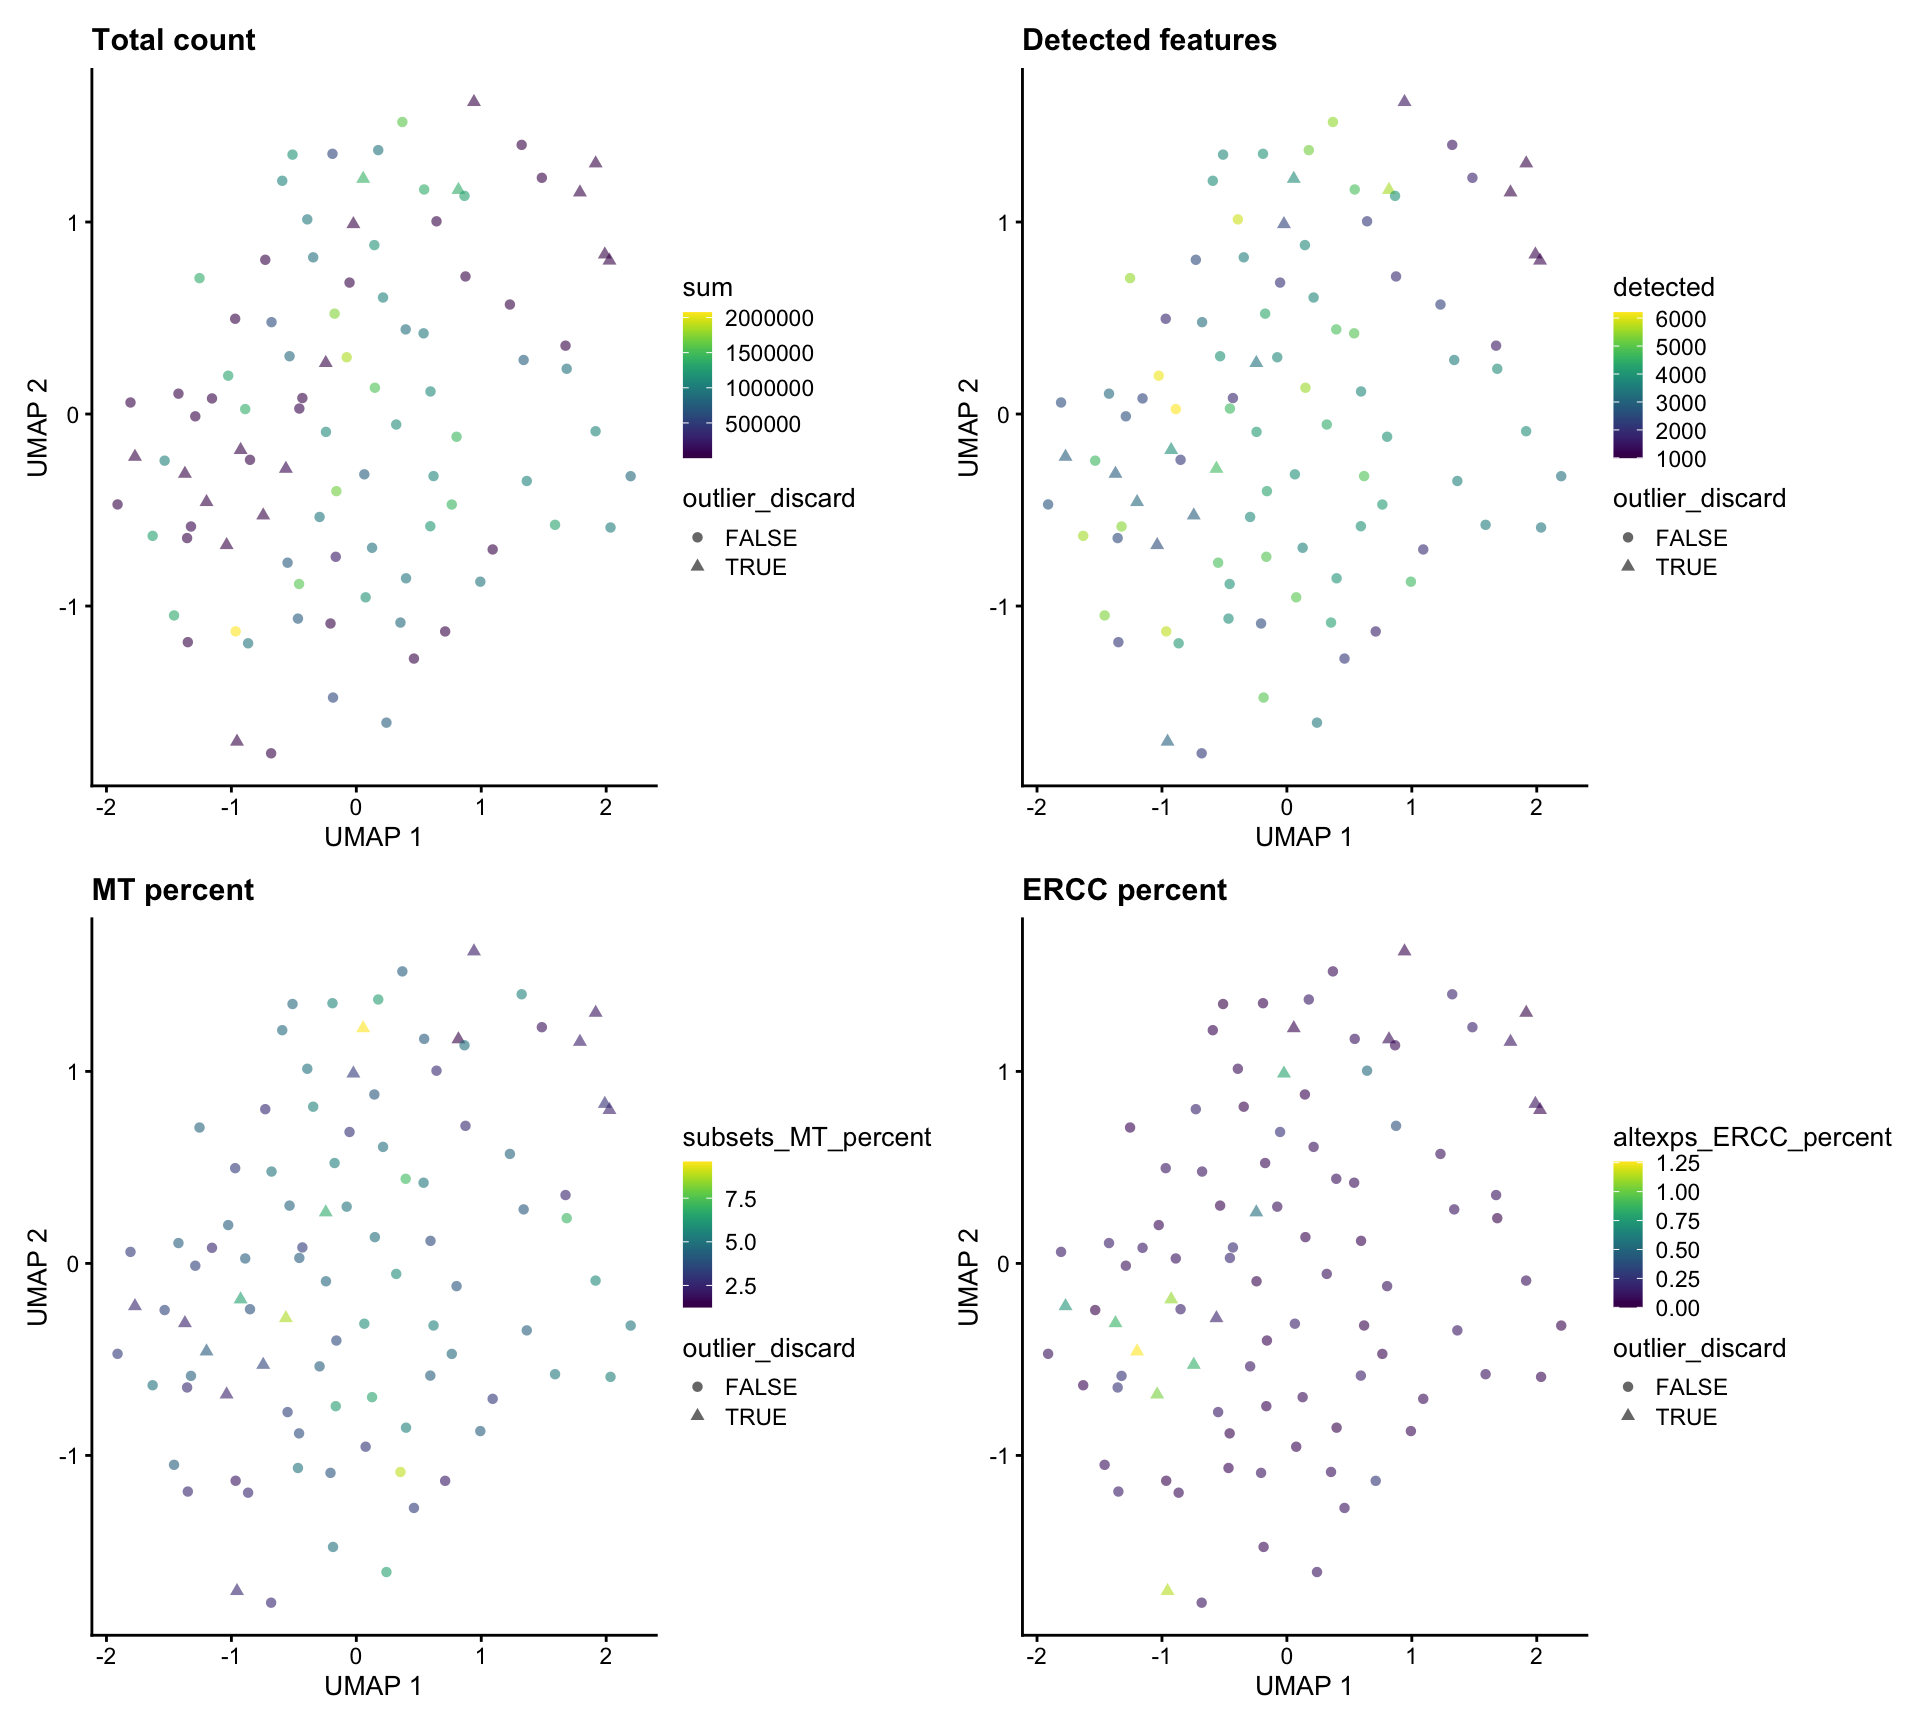 Total count
UMAP 2
1
0
-1
-2 -1 0 1 2
UMAP 1
sum
2000000
1500000
1000000
500000
outlier_discard
FALSE
TRUE
Detected features
UMAP 2
1
0
-1
-2 -1 0 1 2
UMAP 1
detected
6000
5000
4000
3000
2000
1000
outlier_discard
FALSE
TRUE
MT percent
UMAP 2
1
0
-1
-2 -1 0 1 2
UMAP 1
subsets_MT_percent
7.5
5.0
2.5
outlier_discard
FALSE
TRUE
ERCC percent
UMAP 2
1
0
-1
-2 -1 0 1 2
UMAP 1
altexps_ERCC_percent
1.25
1.00
0.75
0.50
0.25
0.00
outlier_discard
FALSE
TRUE